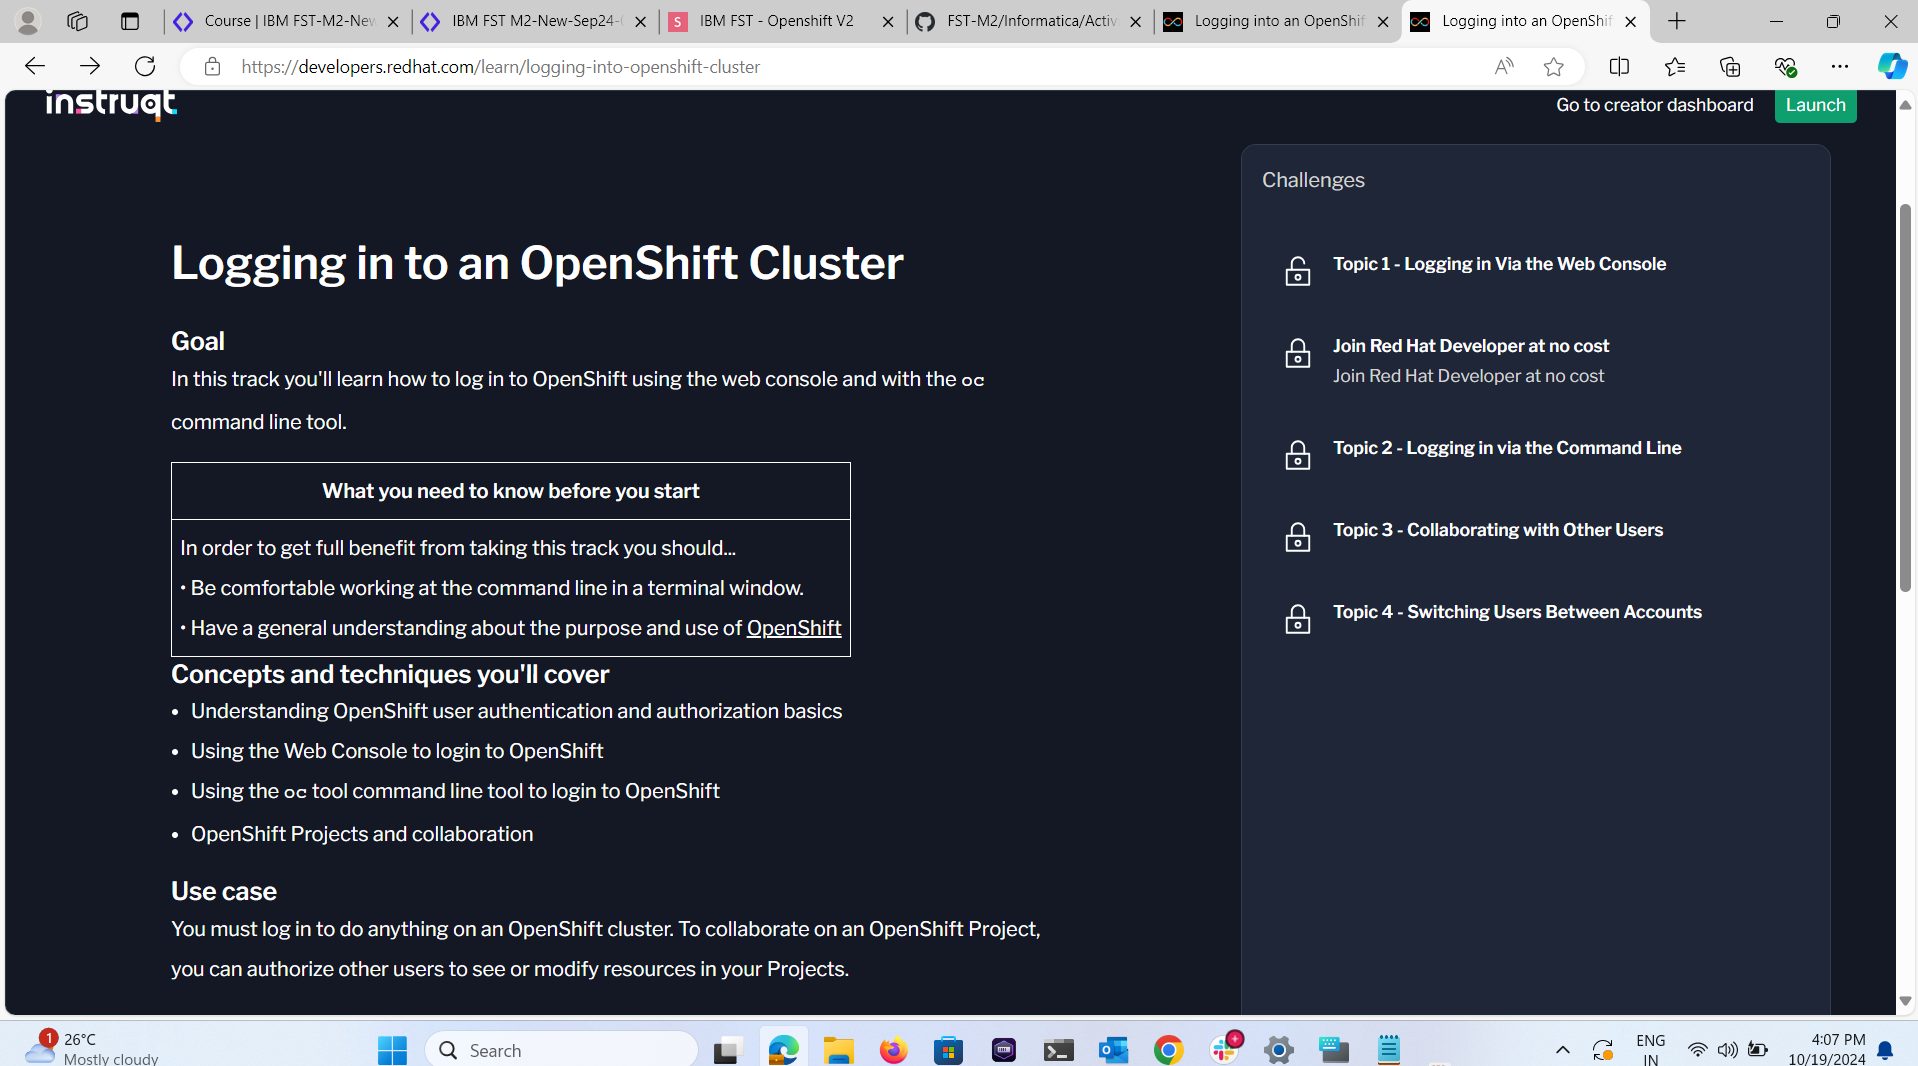 Course | IBM FST-M2-New
IBM FST M2-New-Sep24-
IBM FST - Openshift V2
FST-M2/Informatica/Activ
Logging into an OpenShif
Logging into an OpenShif
https://developers.redhat.com/learn/logging-into-openshift-cluster
instruqt
Go to creator dashboard
Launch
Logging in to an OpenShift Cluster
Goal
In this track you'll learn how to log in to OpenShift using the web console and with the oc
command line tool.
What you need to know before you start
In order to get full benefit from taking this track you should...
• Be comfortable working at the command line in a terminal window.
• Have a general understanding about the purpose and use of OpenShift
Concepts and techniques you'll cover
• Understanding OpenShift user authentication and authorization basics
• Using the Web Console to login to OpenShift
• Using the oc tool command line tool to login to OpenShift
• OpenShift Projects and collaboration
Use case
You must log in to do anything on an OpenShift cluster. To collaborate on an OpenShift Project,
you can authorize other users to see or modify resources in your Projects.
Challenges
Topic 1 - Logging in Via the Web Console
Join Red Hat Developer at no cost
Join Red Hat Developer at no cost
Topic 2 - Logging in via the Command Line
Topic 3 - Collaborating with Other Users
Topic 4 - Switching Users Between Accounts
1
26°C
Mostly cloudy
Search
ENG
IN
4:07 PM
10/19/2024